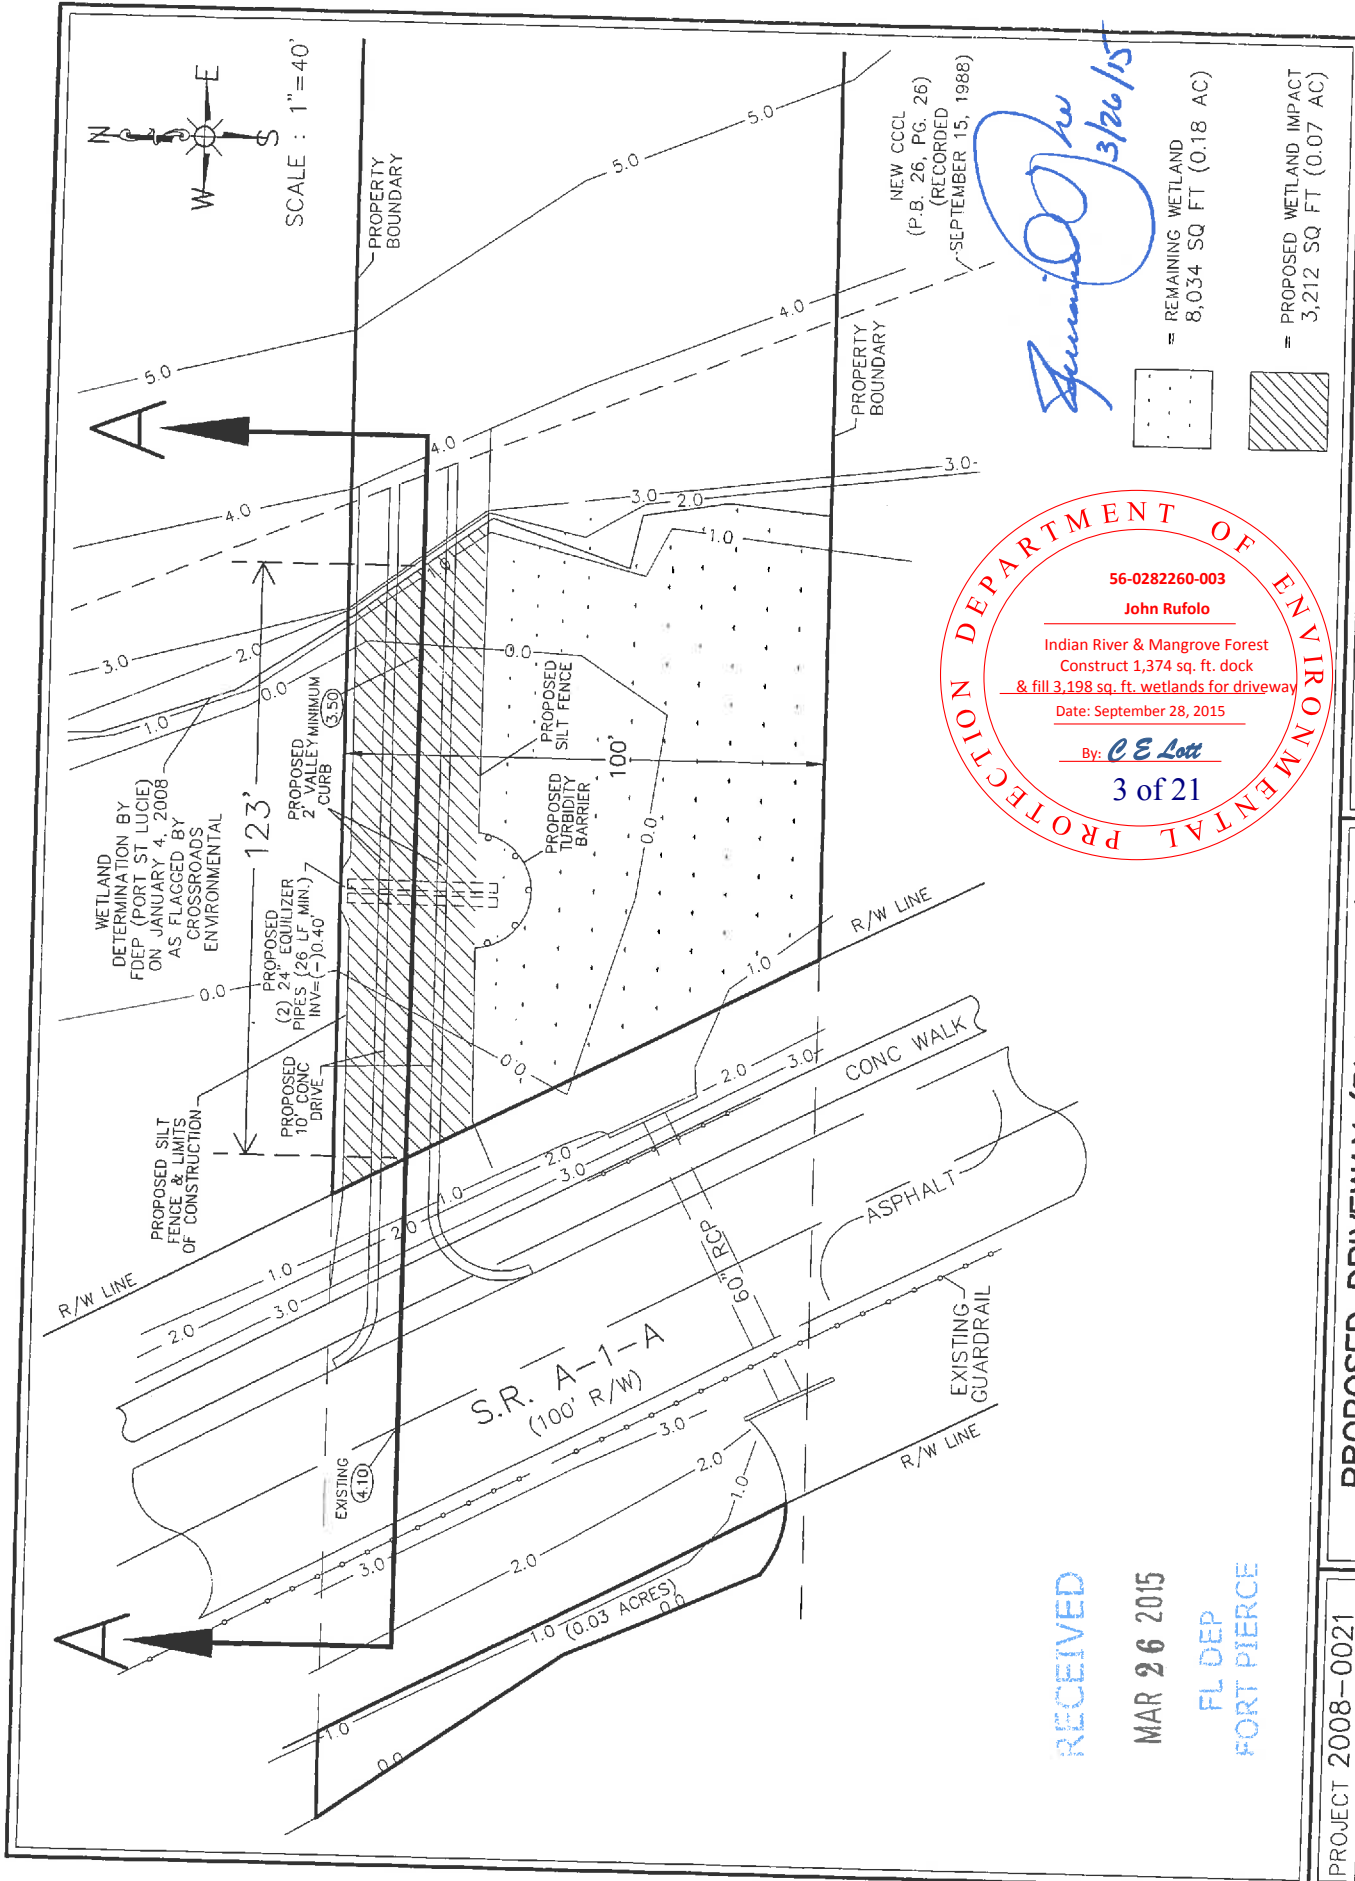 N
W
E
S
SCALE : 1"=40'
PROPERTY
BOUNDARY
5.0
5.0
5.0
NEW CCCL
(P.B. 26, PG. 26)
(RECORDED
SEPTEMBER 15, 1988)
3/26/15
= REMAINING WETLAND
8,034 SQ FT (0.18 AC)
= PROPOSED WETLAND IMPACT
3,212 SQ FT (0.07 AC)
PROPERTY
BOUNDARY
A
4.0
4.0
4.0
3.0
2.0
1.0
0.0
3.0
2.0
1.0
3.0
1.0
WETLAND
DETERMINATION BY
FDEP (PORT ST LUCIE)
ON JANUARY 4, 2008
AS FLAGGED BY
CROSSROADS
ENVIRONMENTAL
123'
PROPOSED
2' VALLEY
CURB
MINIMUM
3.50
PROPOSED
SILT FENCE
PROPOSED
TURBIDITY
BARRIER
100'
0.0
0.0
0.0
0.0
PROPOSED
(2) 24" EQUILIZER
PIPES (26 LF MIN.)
INV=(-)0.40'
PROPOSED
10' CONC
DRIVE
PROPOSED SILT
FENCE & LIMITS
OF CONSTRUCTION
R/W LINE
R/W LINE
1.0
2.0
3.0
CONC WALK
1.0
2.0
3.0
1.0
2.0
2.0
3.0
ASPHALT
60" RCP
EXISTING
GUARDRAIL
S.R. A-1-A
(100' R/W)
EXISTING
4.10
3.0
3.0
2.0
2.0
1.0
R/W LINE
1.0
(0.03 ACRES)
0.0
1.0
0.0
A
DEPARTMENT OF ENVIRONMENTAL PROTECTION
56-0282260-003
John Rufolo
Indian River & Mangrove Forest
Construct 1,374 sq. ft. dock
& fill 3,198 sq. ft. wetlands for driveway
Date: September 28, 2015
By: C E Lott
3 of 21
RECEIVED
MAR 26 2015
FL DEP
FORT PIERCE
PROJECT 2008-0021